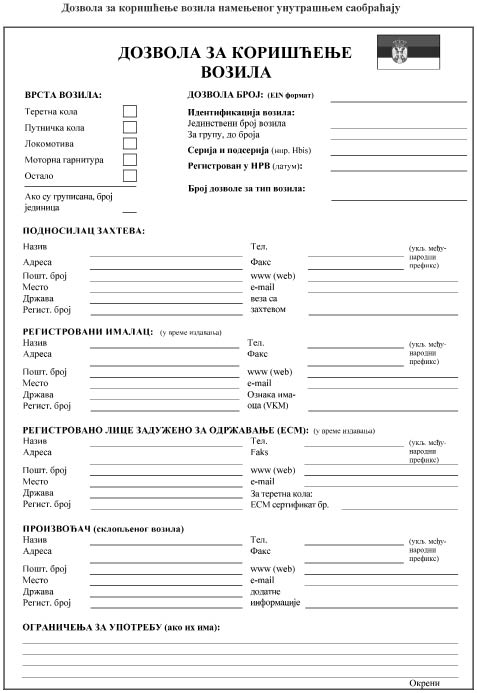 Дозвола за коришћење возила намењеног унутрашњем саобраћају
ДОЗВОЛА ЗА КОРИШЋЕЊЕ
ВОЗИЛА
ВРСТА ВОЗИЛА:
Теретна кола
Путничка кола
Локомотива
Моторна гарнитура
Остало
Ако су груписана, број
јединица
ДОЗВОЛА БРОЈ: (EIN формат)
Идентификација возила:
Јединствени број возила
За групу, до броја
Серија и подсерија (нпр. Hbis)
Регистрован у НРВ (датум):
Број дозволе за тип возила:
ПОДНОСИЛАЦ ЗАХТЕВА:
Назив Тел. (укљ. међу-
Адреса Факс народни
Пошт. број www (web) префикс)
Место e-mail
Држава веза са
Регист. број захтевом
РЕГИСТРОВАНИ ИМАЛАЦ: (у време издавања)
Назив Тел. (укљ. међу-
Адреса Факс народни
префикс)
Пошт. број www (web)
Место e-mail
Држава Ознака има-
Регист. број оца (VKM)
РЕГИСТРОВАНО ЛИЦЕ ЗАДУЖЕНО ЗА ОДРЖАВАЊЕ (ECM): (у време издавања)
Назив Тел. (укљ. међу-
Адреса Faks народни
префикс)
Пошт. број www (web)
Место e-mail
Држава За теретна кола:
Регист. број ECM сертификат бр.
ПРОИЗВОЂАЧ (склопљеног возила)
Назив Тел. (укљ. међу-
Адреса Факс народни
префикс)
Пошт. број www (web)
Место e-mail
Држава додатне
Регист. број информације
ОГРАНИЧЕЊА ЗА УПОТРЕБУ (ако их има):
Окрени